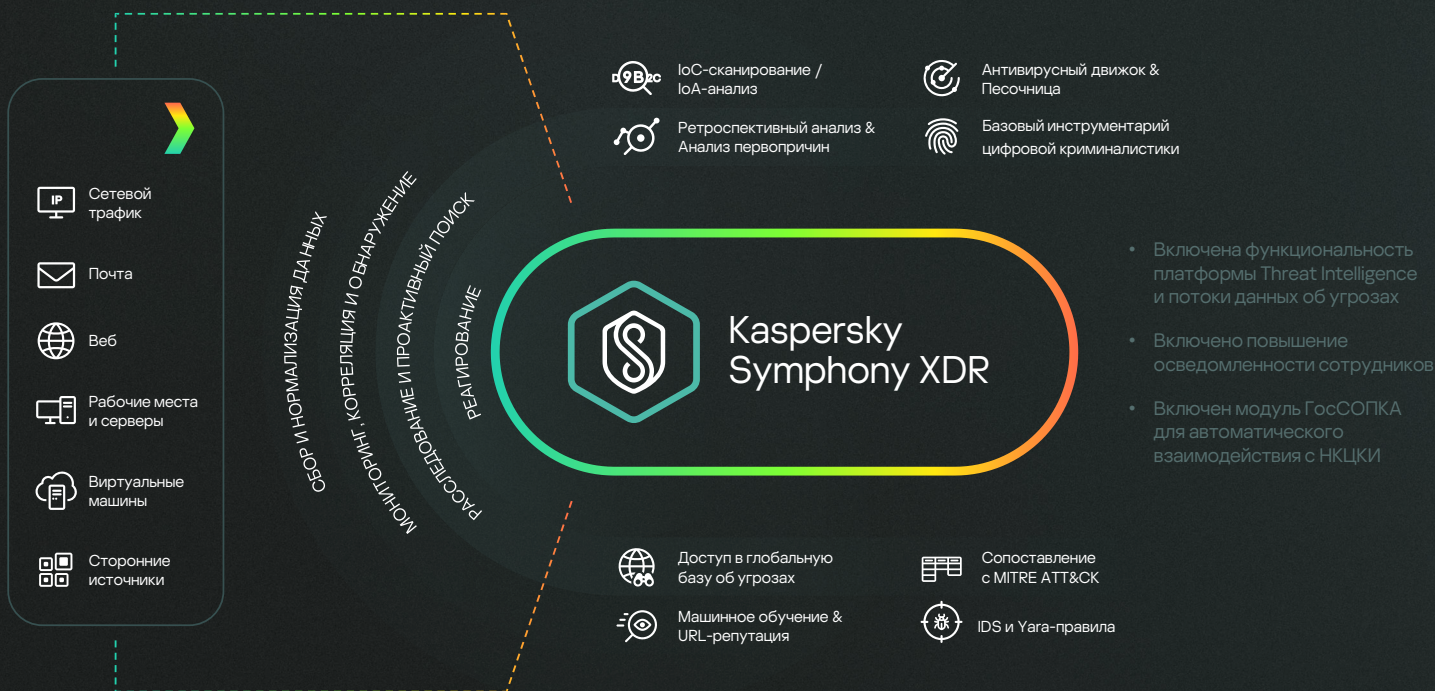 IP
Сетевой
трафик
Почта
Веб
Рабочие места
и серверы
Виртуальные
машины
Сторонние
источники
СБОР И НОРМАЛИЗАЦИЯ ДАННЫХ
МОНИТОРИНГ, КОРРЕЛЯЦИЯ И ОБНАРУЖЕНИЕ
РАССЛЕДОВАНИЕ И ПРОАКТИВНЫЙ ПОИСК
РЕАГИРОВАНИЕ
D9B2C
IoC-сканирование /
IoA-анализ
Ретроспективный анализ &
Анализ первопричин
Антивирусный движок &
Песочница
Базовый инструментарий
цифровой криминалистики
Kaspersky
Symphony XDR
• Включена функциональность
платформы Threat Intelligence
и потоки данных об угрозах
• Включено повышение
осведомленности сотрудников
• Включен модуль ГосСОПКА
для автоматического
взаимодействия с НКЦКИ
Доступ в глобальную
базу об угрозах
Машинное обучение &
URL-репутация
Сопоставление
с MITRE ATT&CK
IDS и Yara-правила